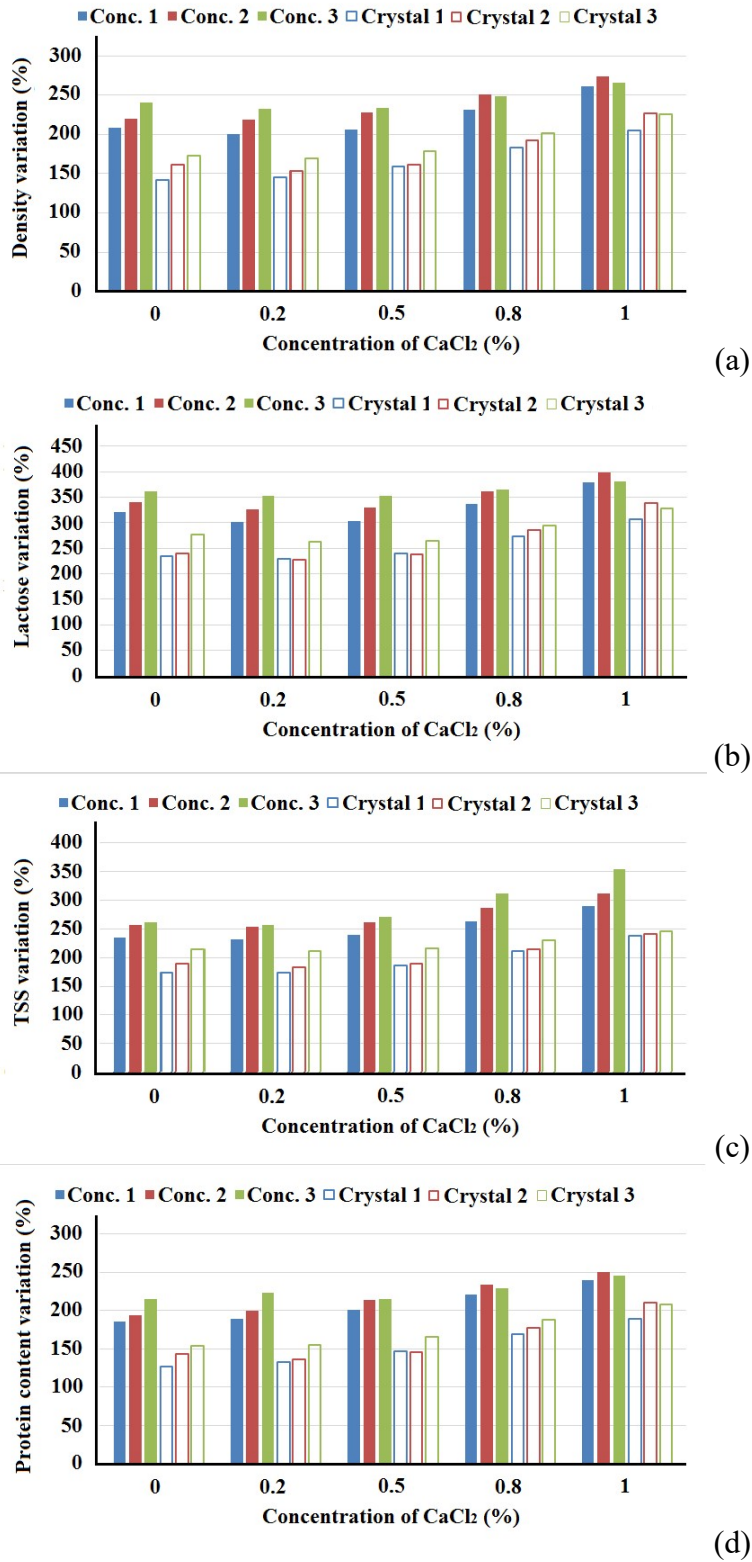 Conc. 1 Conc. 2 Conc. 3 Crystal 1 Crystal 2 Crystal 3
Density variation (%)
300
250
200
150
100
50
0
0 0.2 0.5 0.8 1
Concentration of CaCl₂ (%)
(a)
Conc. 1 Conc. 2 Conc. 3 Crystal 1 Crystal 2 Crystal 3
Lactose variation (%)
450
400
350
300
250
200
150
100
50
0
0 0.2 0.5 0.8 1
Concentration of CaCl₂ (%)
(b)
Conc. 1 Conc. 2 Conc. 3 Crystal 1 Crystal 2 Crystal 3
TSS variation (%)
400
350
300
250
200
150
100
50
0
0 0.2 0.5 0.8 1
Concentration of CaCl₂ (%)
(c)
Conc. 1 Conc. 2 Conc. 3 Crystal 1 Crystal 2 Crystal 3
Protein content variation (%)
300
250
200
150
100
50
0
0 0.2 0.5 0.8 1
Concentration of CaCl₂ (%)
(d)